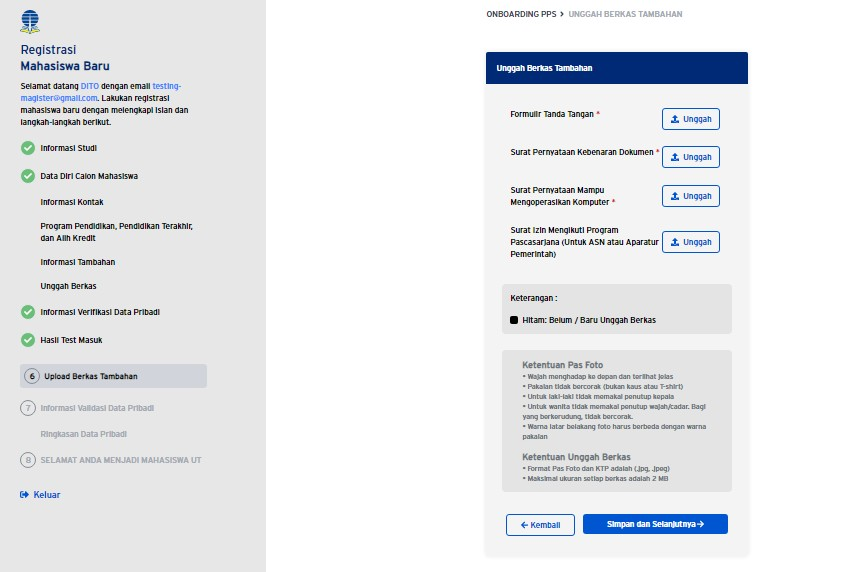 Registrasi
Mahasiswa Baru
Selamat datang DITO dengan email testing-
magister@gmail.com. Lakukan registrasi
mahasiswa baru dengan melengkapi isian dan
langkah-langkah berikut.
Informasi Studi
Data Diri Calon Mahasiswa
Informasi Kontak
Program Pendidikan, Pendidikan Terakhir,
dan Alih Kredit
Informasi Tambahan
Unggah Berkas
Informasi Verifikasi Data Pribadi
Hasil Test Masuk
6 Upload Berkas Tambahan
7 Informasi Validasi Data Pribadi
Ringkasan Data Pribadi
8 SELAMAT ANDA MENJADI MAHASISWA UT
Keluar
ONBOARDING PPS > UNGGAH BERKAS TAMBAHAN
Unggah Berkas Tambahan
Formulir Tanda Tangan *
Unggah
Surat Pernyataan Kebenaran Dokumen *
Unggah
Surat Pernyataan Mampu
Mengoperasikan Komputer *
Unggah
Surat Izin Mengikuti Program
Pascasarjana (Untuk ASN atau Aparatur
Pemerintah)
Unggah
Keterangan :
Hitam: Belum / Baru Unggah Berkas
Ketentuan Pas Foto
• Wajah menghadap ke depan dan terlihat jelas
• Pakaian tidak bercorak (bukan kaus atau T-shirt)
• Untuk laki-laki tidak memakai penutup kepala
• Untuk wanita tidak memakai penutup wajah/cadar. Bagi
yang berkerudung, tidak bercorak.
• Warna latar belakang foto harus berbeda dengan warna
pakaian
Ketentuan Unggah Berkas
• Format Pas Foto dan KTP adalah (.jpg, .jpeg)
• Maksimal ukuran setiap berkas adalah 2 MB
← Kembali
Simpan dan Selanjutnya →